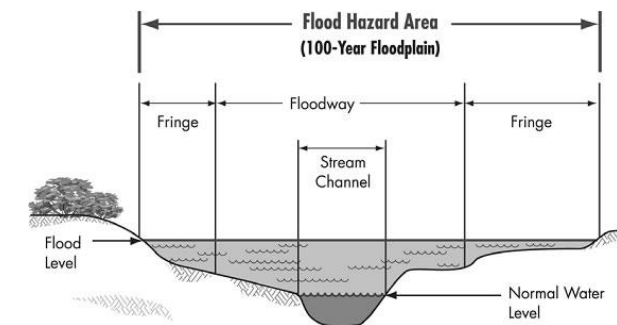 Flood Hazard Area
(100-Year Floodplain)
Floodway
Fringe
Fringe
Stream
Channel
Flood
Level
Normal Water
Level